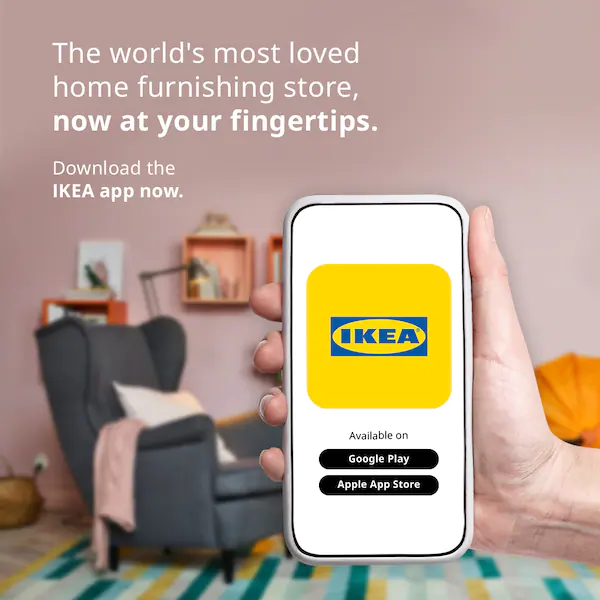 The world's most loved
home furnishing store,
now at your fingertips.
Download the
IKEA app now.
IKEA
Available on
Google Play
Apple App Store